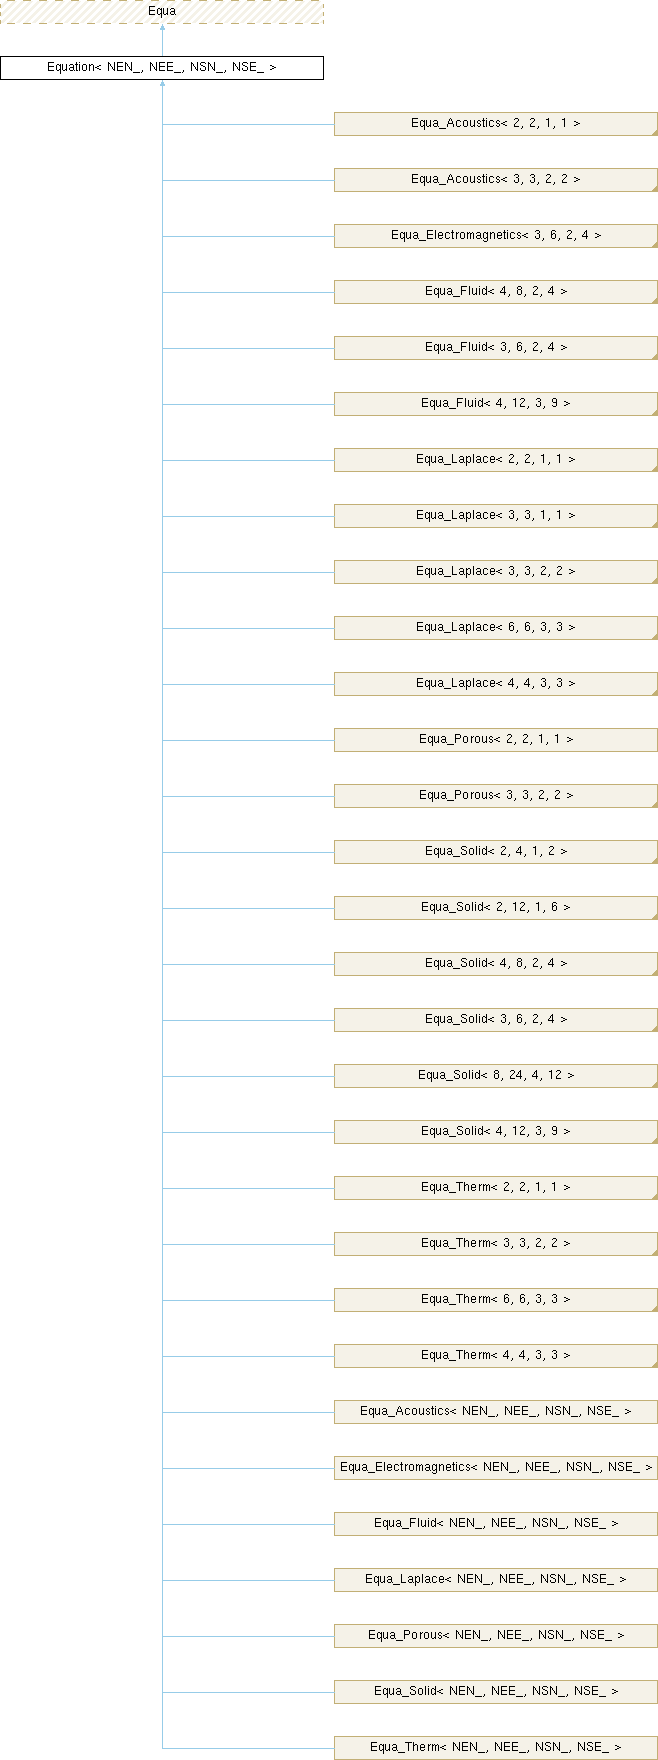 Equa
Equation< NEN_, NEE_, NSN_, NSE_ >
Equa_Acoustics< 2, 2, 1, 1 >
Equa_Acoustics< 3, 3, 2, 2 >
Equa_Electromagnetics< 3, 6, 2, 4 >
Equa_Fluid< 4, 8, 2, 4 >
Equa_Fluid< 3, 6, 2, 4 >
Equa_Fluid< 4, 12, 3, 9 >
Equa_Laplace< 2, 2, 1, 1 >
Equa_Laplace< 3, 3, 1, 1 >
Equa_Laplace< 3, 3, 2, 2 >
Equa_Laplace< 6, 6, 3, 3 >
Equa_Laplace< 4, 4, 3, 3 >
Equa_Porous< 2, 2, 1, 1 >
Equa_Porous< 3, 3, 2, 2 >
Equa_Solid< 2, 4, 1, 2 >
Equa_Solid< 2, 12, 1, 6 >
Equa_Solid< 4, 8, 2, 4 >
Equa_Solid< 3, 6, 2, 4 >
Equa_Solid< 8, 24, 4, 12 >
Equa_Solid< 4, 12, 3, 9 >
Equa_Therm< 2, 2, 1, 1 >
Equa_Therm< 3, 3, 2, 2 >
Equa_Therm< 6, 6, 3, 3 >
Equa_Therm< 4, 4, 3, 3 >
Equa_Acoustics< NEN_, NEE_, NSN_, NSE_ >
Equa_Electromagnetics< NEN_, NEE_, NSN_, NSE_ >
Equa_Fluid< NEN_, NEE_, NSN_, NSE_ >
Equa_Laplace< NEN_, NEE_, NSN_, NSE_ >
Equa_Porous< NEN_, NEE_, NSN_, NSE_ >
Equa_Solid< NEN_, NEE_, NSN_, NSE_ >
Equa_Therm< NEN_, NEE_, NSN_, NSE_ >